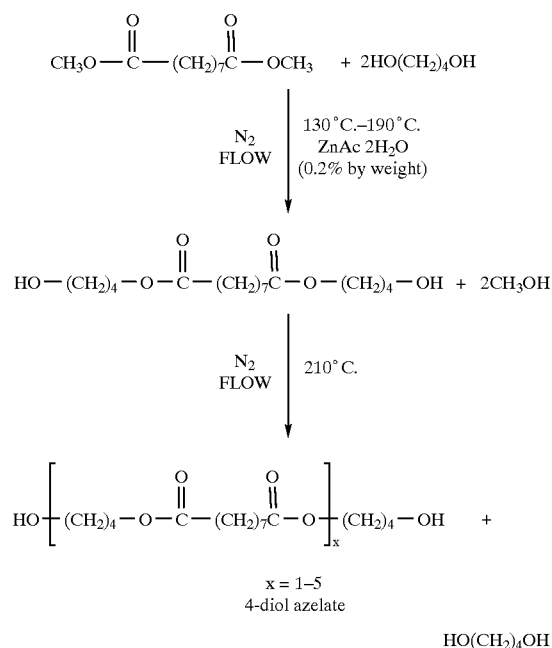 O O
CH3O — C — (CH2)7C — OCH3 + 2HO(CH2)4OH
N2 FLOW 130°C.–190°C.
ZnAc 2H2O
(0.2% by weight)
O O
HO — (CH2)4 — O — C — (CH2)7C — O — (CH2)4 — OH + 2CH3OH
N2 FLOW 210°C.
O O
HO [ (CH2)4 — O — C — (CH2)7C — O ]x (CH2)4 — OH +
x = 1–5
4-diol azelate
HO(CH2)4OH